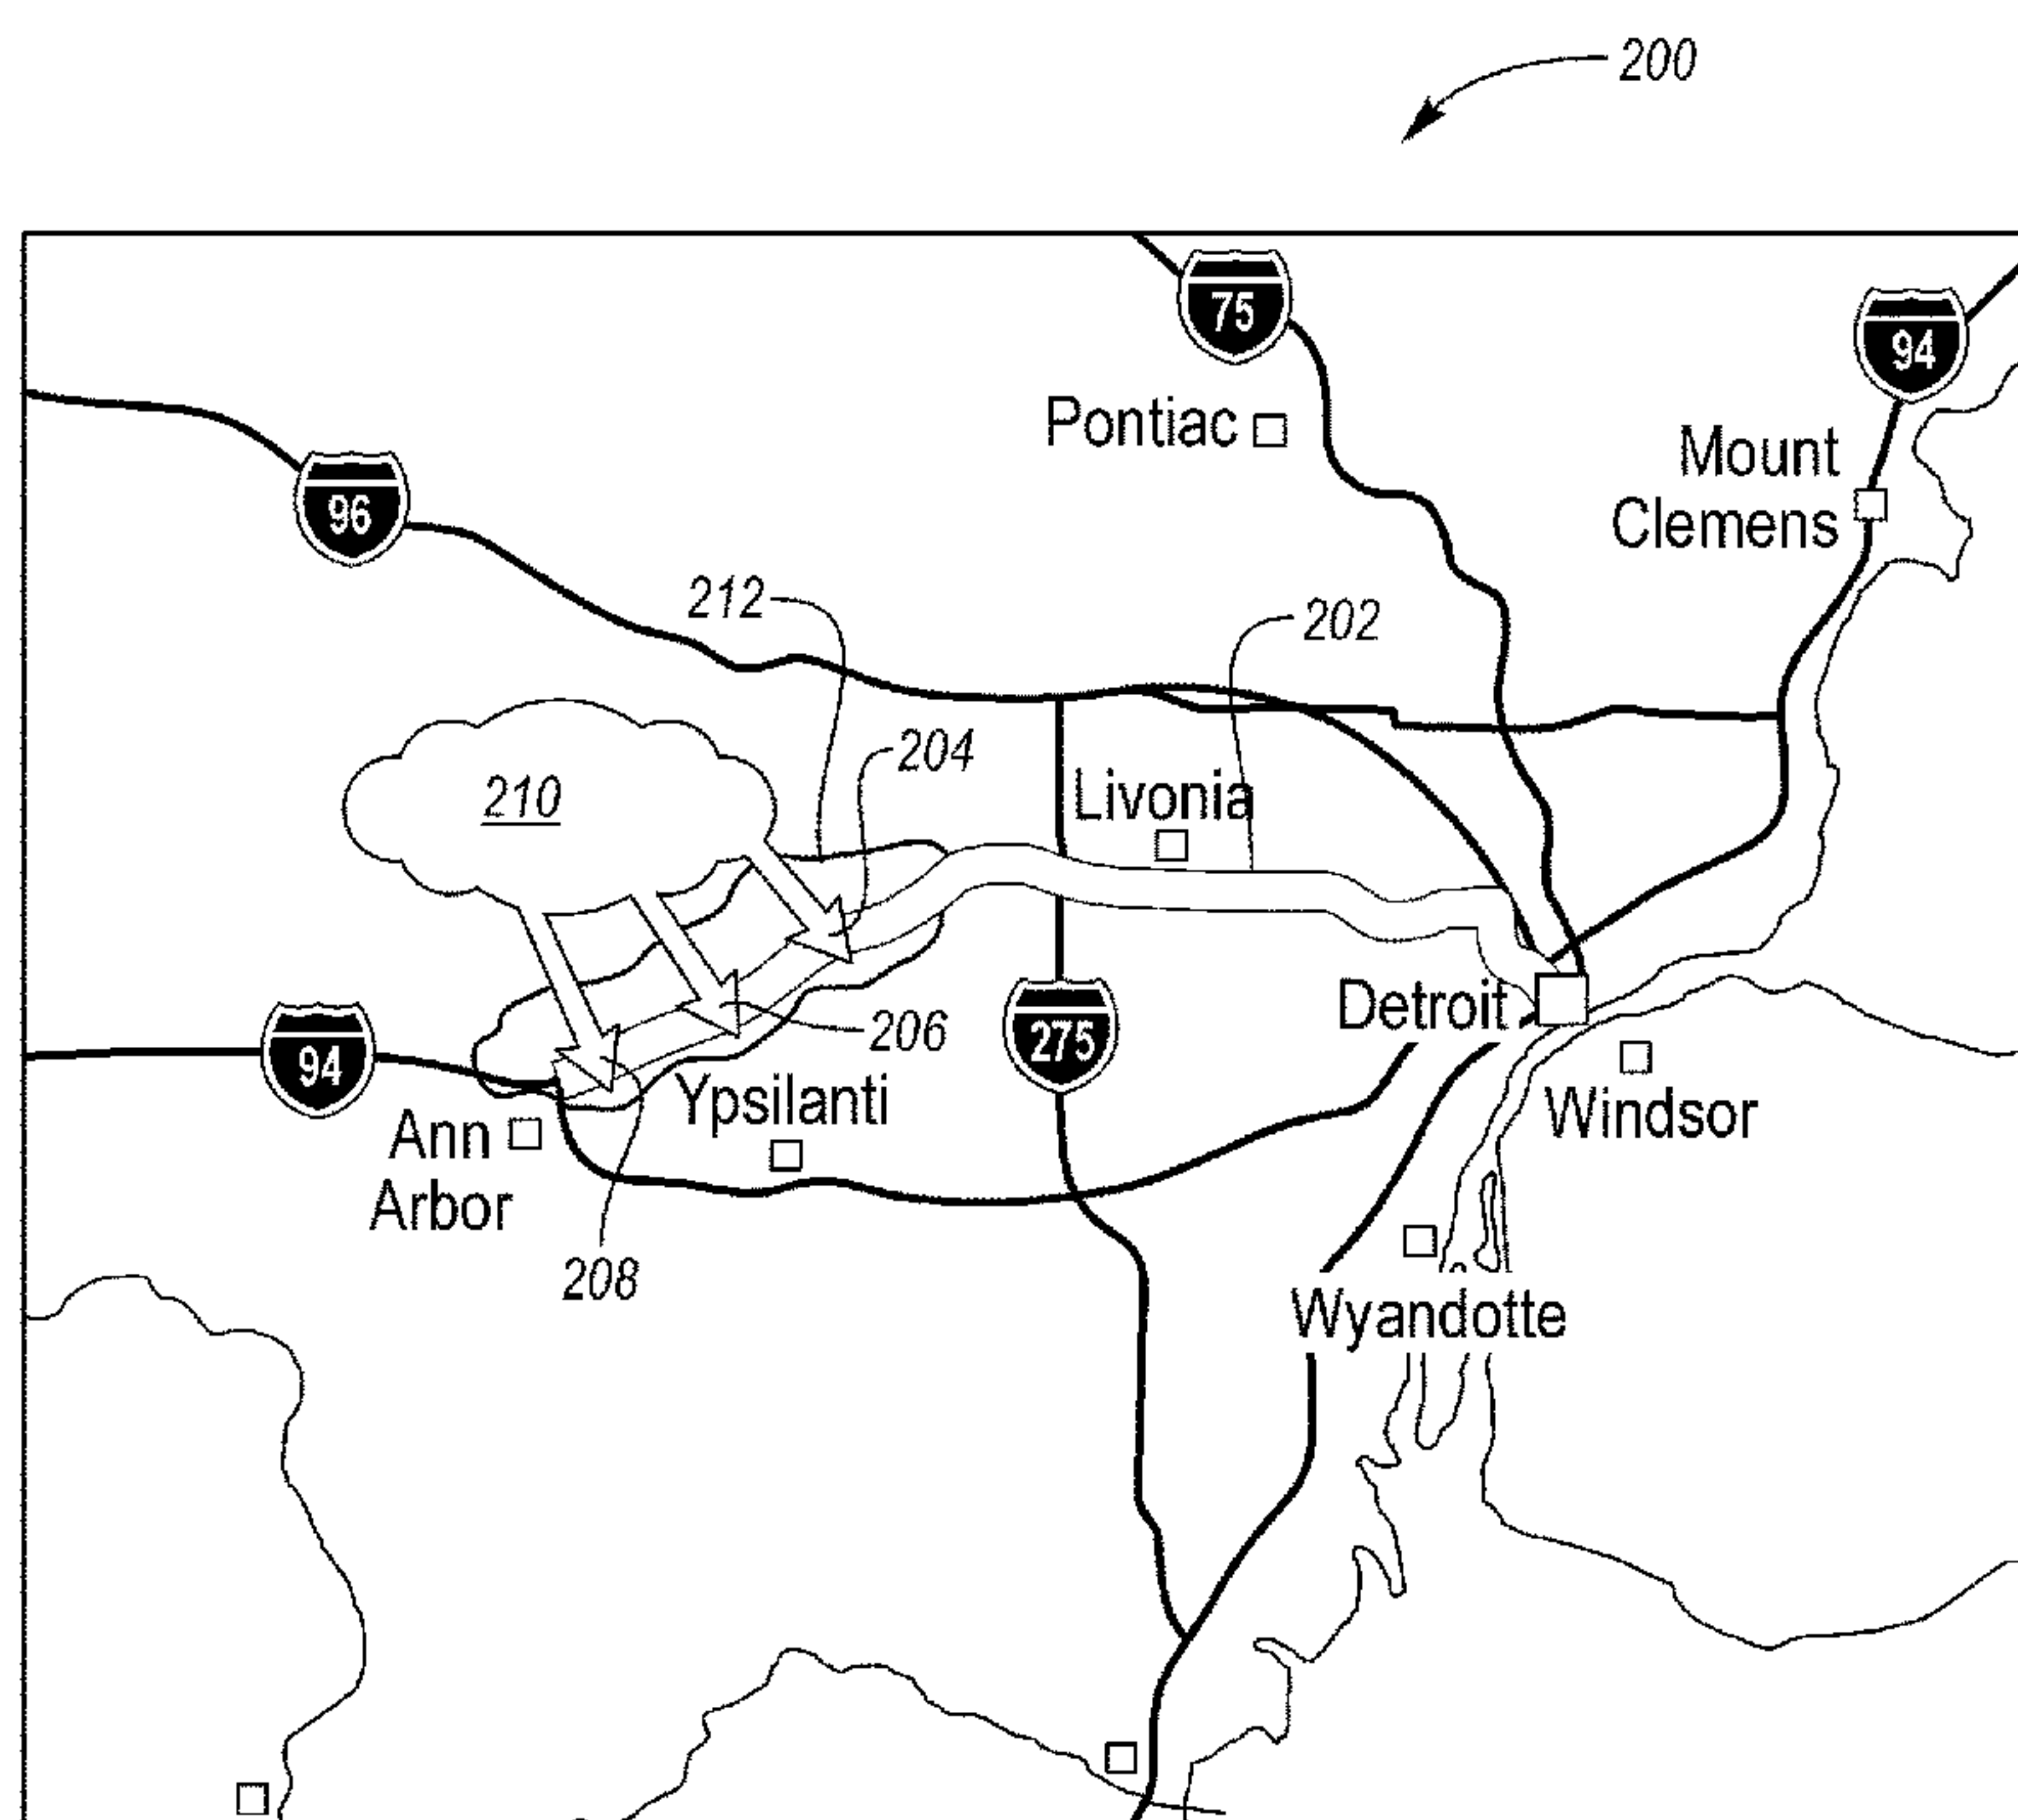 200
75
94
Pontiac
Mount
Clemens
96
212
202
204
210
Livonia
Detroit
206
275
94
Ypsilanti
Windsor
Ann
Arbor
208
Wyandotte